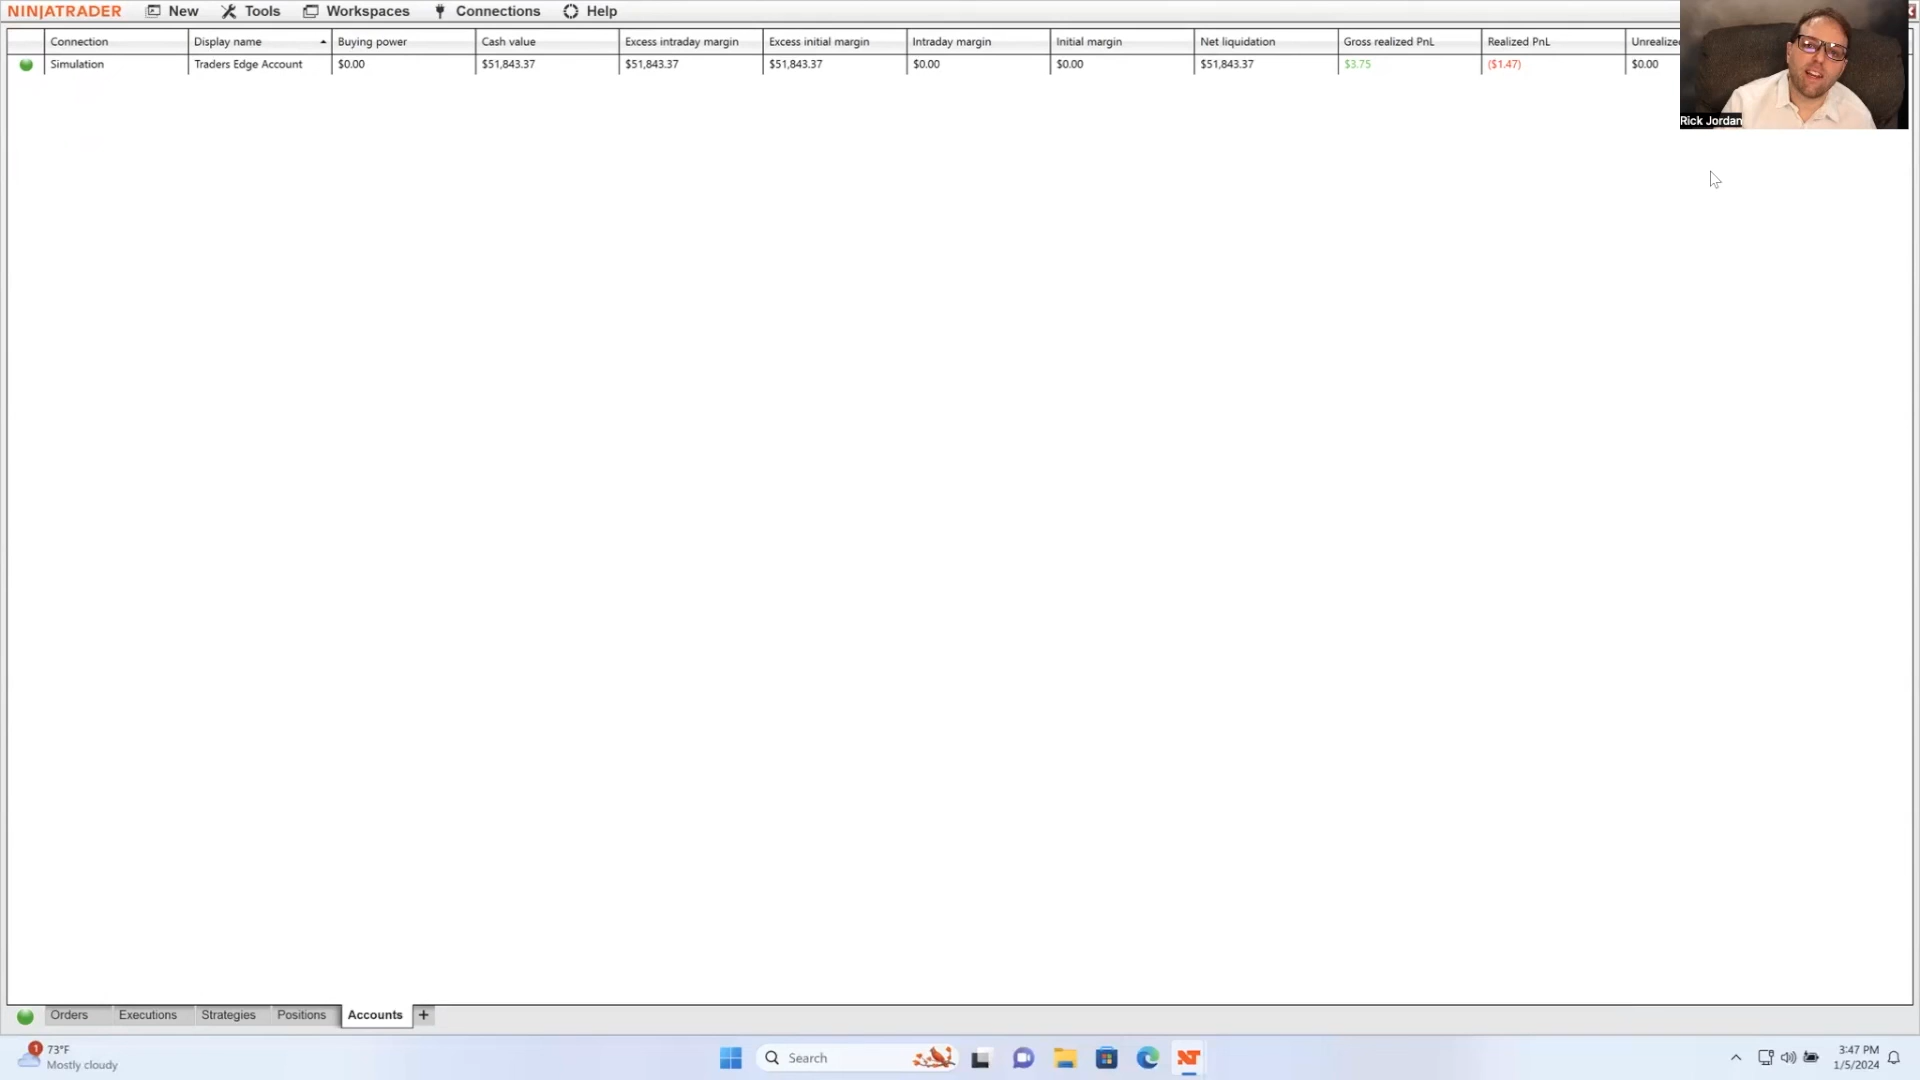 NINJATRADER New Tools Workspaces Connections Help
Connection Display name Buying power Cash value Excess intraday margin Excess initial margin Intraday margin Initial margin Net liquidation Gross realized PnL Realized PnL Unrealize
Simulation Traders Edge Account $0.00 $51,843.37 $51,843.37 $51,843.37 $0.00 $0.00 $51,843.37 $3.75 ($1.47) $0.00
Rick Jordan
Orders Executions Strategies Positions Accounts +
1 73°F
Mostly cloudy
Search
NT
3:47 PM
1/5/2024